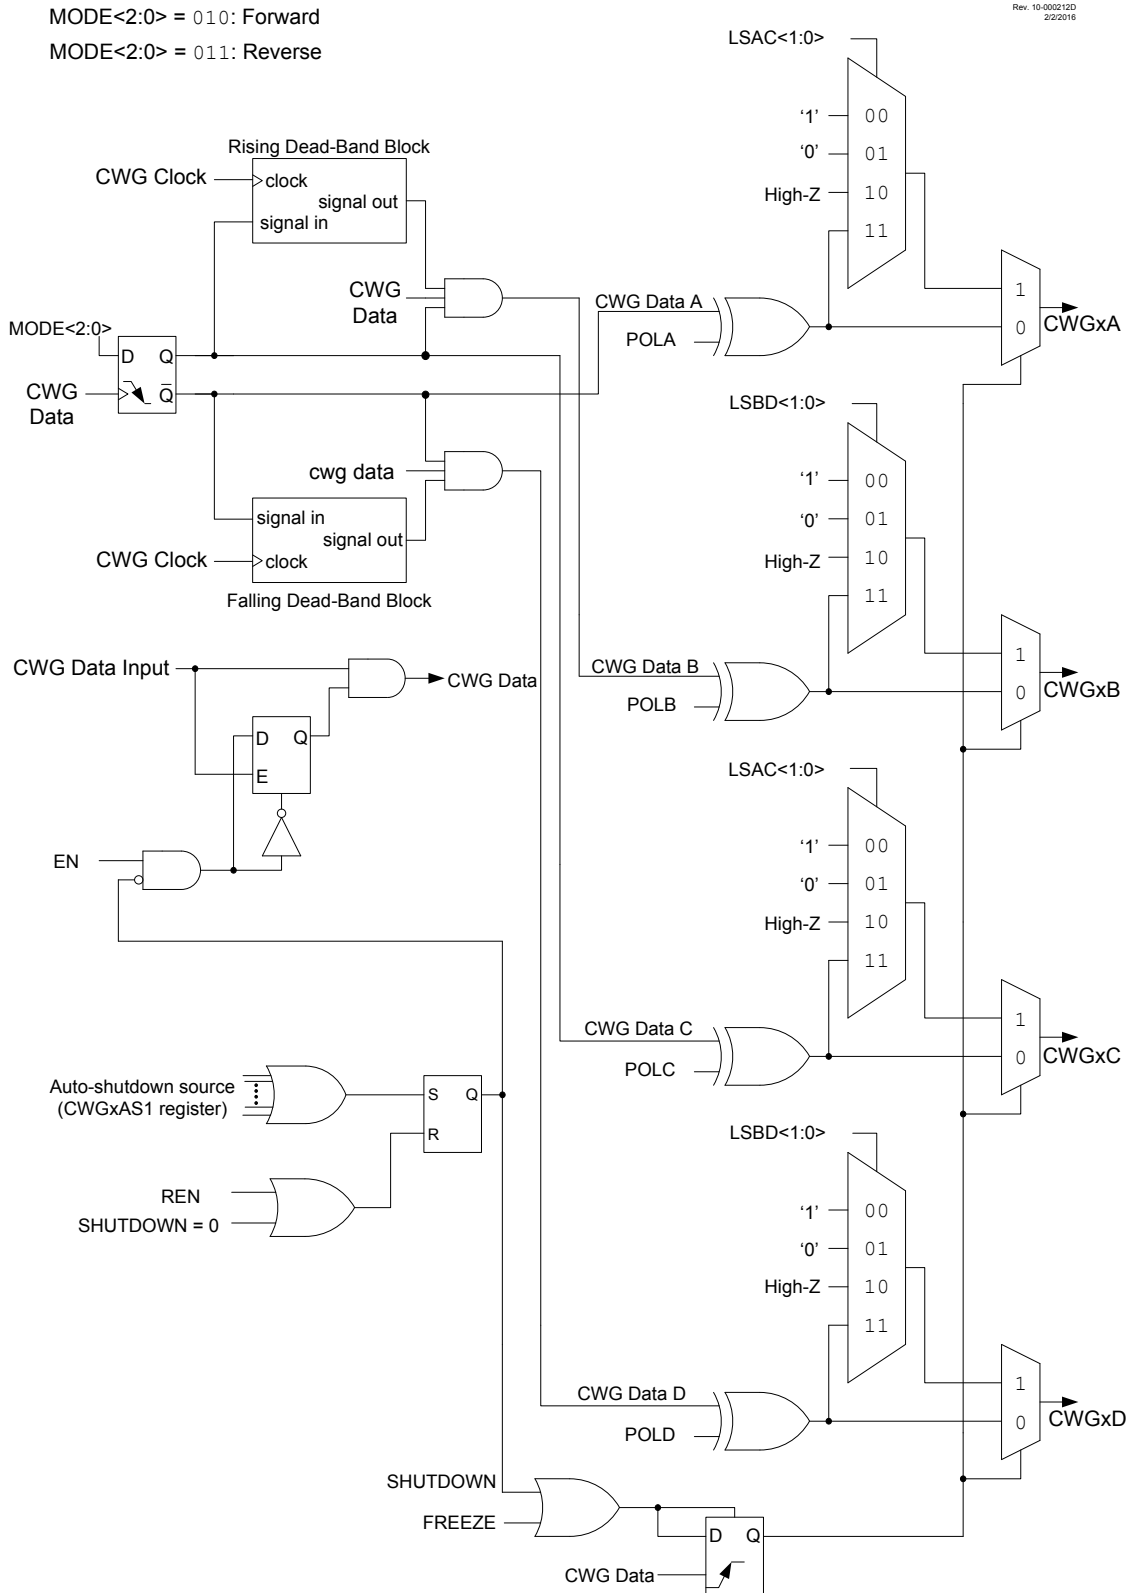 MODE<2:0> = 010: Forward
MODE<2:0> = 011: Reverse
Rev. 10-000212D
2/2/2016
LSAC<1:0>
'1'
00
'0'
01
High-Z
10
11
1
0
CWGxA
Rising Dead-Band Block
CWG Clock
clock
signal out
signal in
CWG
Data
MODE<2:0>
D
Q
CWG
Data
Q
CWG Data A
POLA
cwg data
signal in
signal out
CWG Clock
clock
Falling Dead-Band Block
LSBD<1:0>
'1'
00
'0'
01
High-Z
10
11
1
0
CWGxB
CWG Data B
POLB
CWG Data Input
CWG Data
D
Q
E
EN
LSAC<1:0>
'1'
00
'0'
01
High-Z
10
11
1
0
CWGxC
CWG Data C
POLC
Auto-shutdown source
(CWGxAS1 register)
S
Q
R
REN
SHUTDOWN = 0
LSBD<1:0>
'1'
00
'0'
01
High-Z
10
11
1
0
CWGxD
CWG Data D
POLD
SHUTDOWN
FREEZE
D
Q
CWG Data